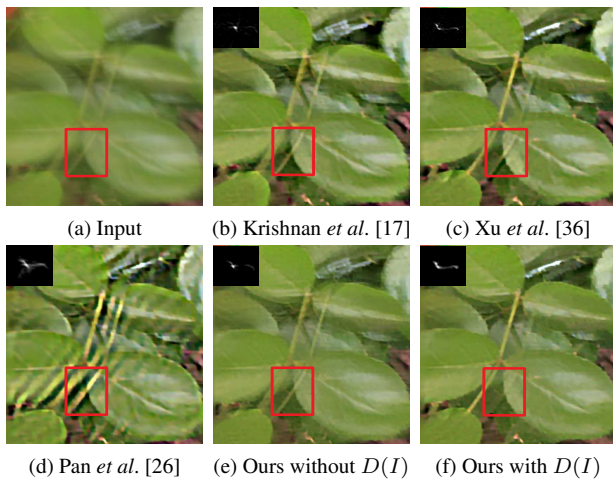 (a) Input
(b) Krishnan et al. [17]
(c) Xu et al. [36]
(d) Pan et al. [26]
(e) Ours without D(I)
(f) Ours with D(I)